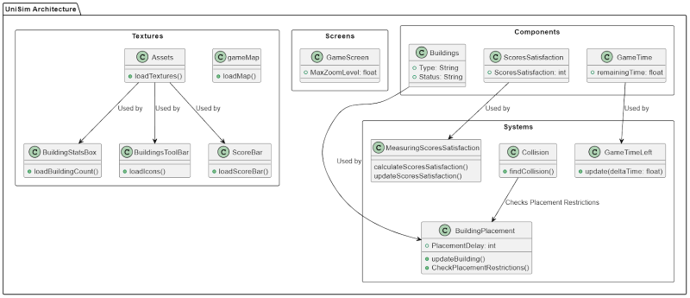 UniSim Architecture
Textures
C Assets
loadTextures()
C gameMap
loadMap()
Used by
Used by
Used by
C BuildingStatsBox
loadBuildingCount()
C BuildingsToolBar
loadIcons()
C ScoreBar
loadScoreBar()
Screens
C GameScreen
MaxZoomLevel: float
Components
C Buildings
Type: String
Status: String
C ScoresSatisfaction
ScoresSatisfaction: int
C GameTime
remainingTime: float
Used by
Used by
Used by
Systems
C MeasuringScoresSatisfaction
calculateScoresSatisfaction()
updateScoresSatisfaction()
C Collision
findCollision()
C GameTimeLeft
update(deltaTime: float)
Checks Placement Restrictions
C BuildingPlacement
PlacementDelay: int
updateBuilding()
CheckPlacementRestrictions()